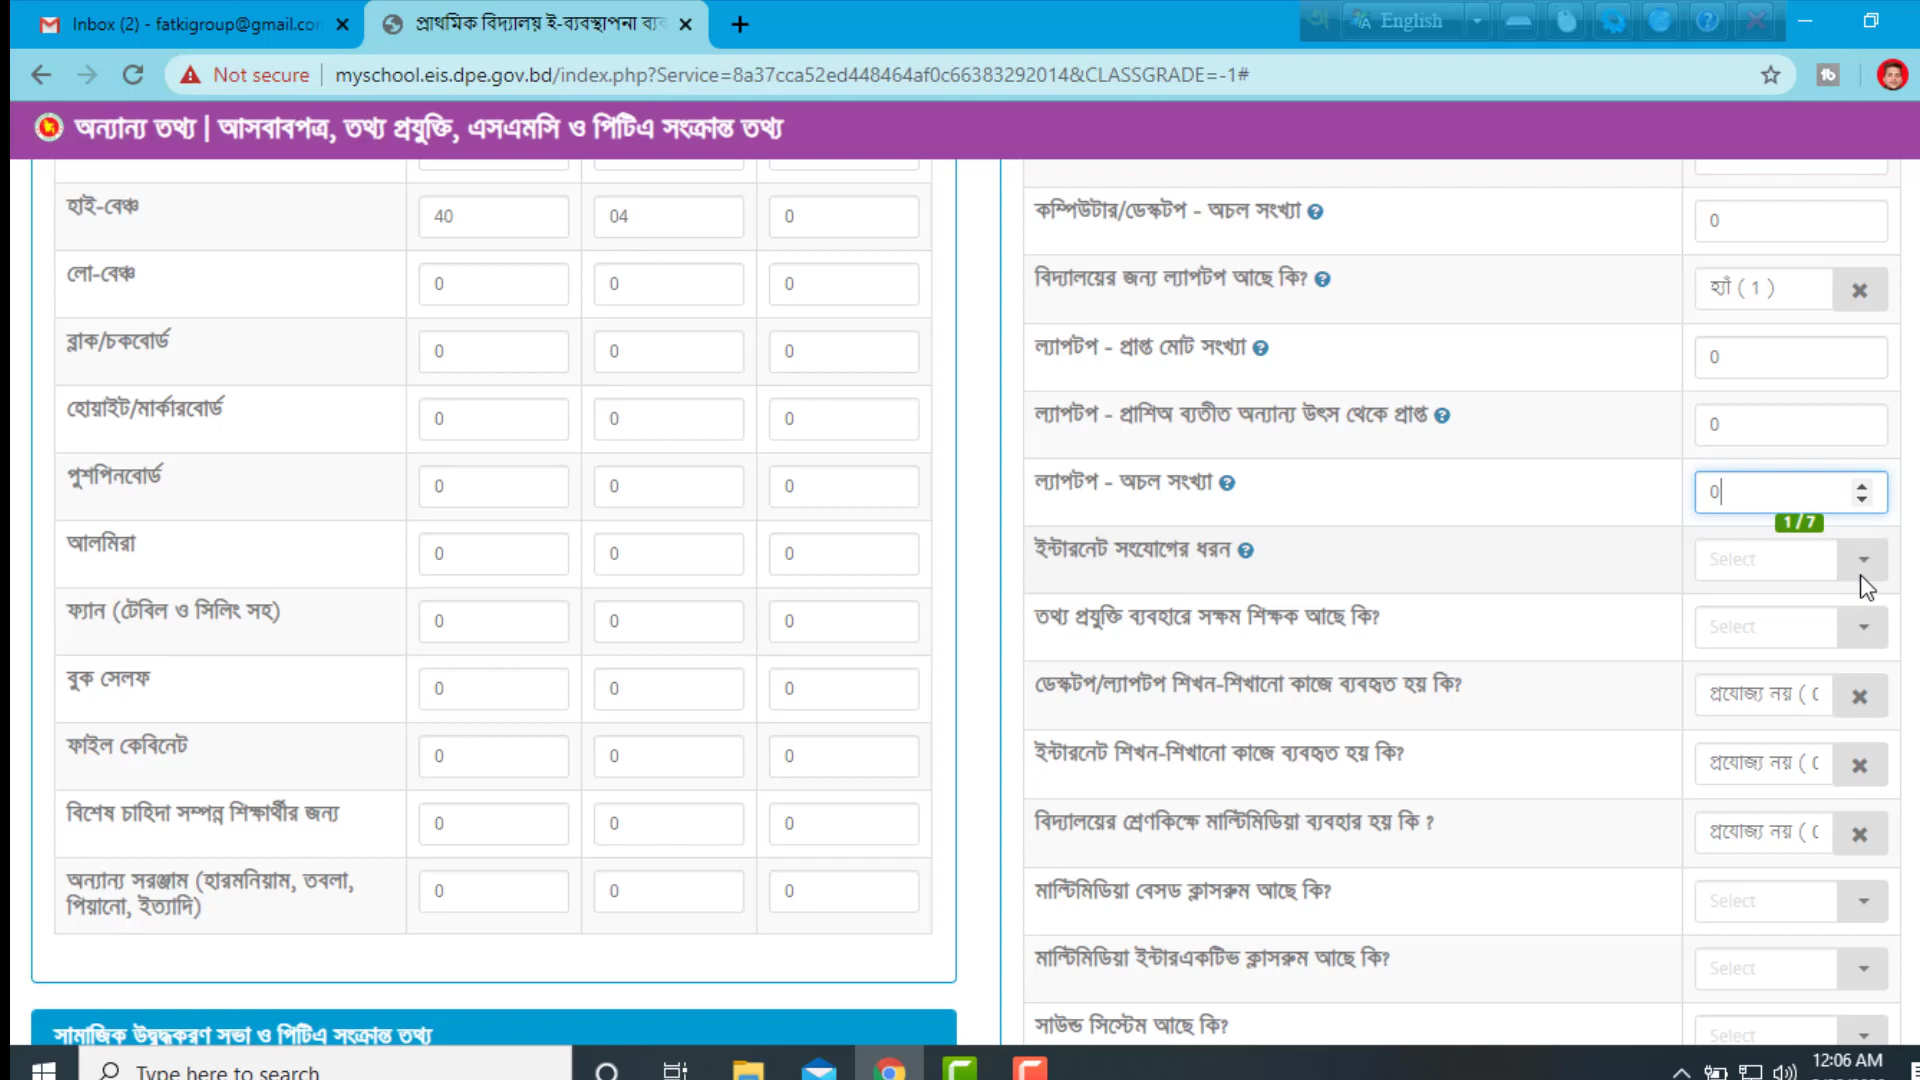 Inbox (2) - fatkigroup@gmail.co
প্রাথমিক বিদ্যালয় ই-ব্যবস্থাপনা ব্যব
English
Not secure
myschool.eis.dpe.gov.bd/index.php?Service=8a37cca52ed448464af0c66383292014&CLASSGRADE=-1#
অন্যান্য তথ্য | আসবাবপত্র, তথ্য প্রযুক্তি, এসএমসি ও পিটিএ সংক্রান্ত তথ্য
হাই-বেঞ্চ 40 04 0
লো-বেঞ্চ 0 0 0
ব্লাক/চকবোর্ড 0 0 0
হোয়াইট/মার্কারবোর্ড 0 0 0
পুশপিনবোর্ড 0 0 0
আলমিরা 0 0 0
ফ্যান (টেবিল ও সিলিং সহ) 0 0 0
বুক সেলফ 0 0 0
ফাইল কেবিনেট 0 0 0
বিশেষ চাহিদা সম্পন্ন শিক্ষার্থীর জন্য 0 0 0
অন্যান্য সরঞ্জাম (হারমনিয়াম, তবলা,
পিয়ানো, ইত্যাদি) 0 0 0
সামাজিক উদ্বুদ্ধকরণ সভা ও পিটিএ সংক্রান্ত তথ্য
কম্পিউটার/ডেস্কটপ - অচল সংখ্যা 0
বিদ্যালয়ের জন্য ল্যাপটপ আছে কি? হ্যাঁ ( 1 )
ল্যাপটপ - প্রাপ্ত মোট সংখ্যা 0
ল্যাপটপ - প্রাশিঅ ব্যতীত অন্যান্য উৎস থেকে প্রাপ্ত 0
ল্যাপটপ - অচল সংখ্যা 0
1 / 7
ইন্টারনেট সংযোগের ধরন Select
তথ্য প্রযুক্তি ব্যবহারে সক্ষম শিক্ষক আছে কি? Select
ডেস্কটপ/ল্যাপটপ শিখন-শিখানো কাজে ব্যবহৃত হয় কি? প্রযোজ্য নয় (
ইন্টারনেট শিখন-শিখানো কাজে ব্যবহৃত হয় কি? প্রযোজ্য নয় (
বিদ্যালয়ের শ্রেণিকক্ষে মাল্টিমিডিয়া ব্যবহার হয় কি ? প্রযোজ্য নয় (
মাল্টিমিডিয়া বেসড ক্লাসরুম আছে কি? Select
মাল্টিমিডিয়া ইন্টারএকটিভ ক্লাসরুম আছে কি? Select
সাউন্ড সিস্টেম আছে কি? Select
Type here to search
12:06 AM